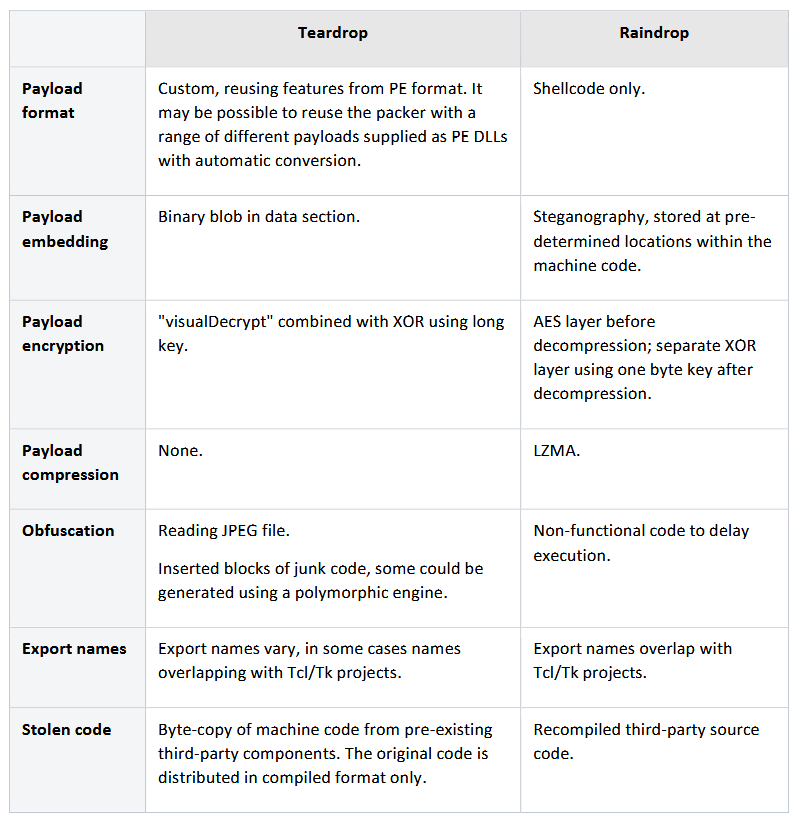 Teardrop
Raindrop
Payload
format
Custom, reusing features from PE format. It
may be possible to reuse the packer with a
range of different payloads supplied as PE DLLs
with automatic conversion.
Shellcode only.
Payload
embedding
Binary blob in data section.
Steganography, stored at pre-
determined locations within the
machine code.
Payload
encryption
"visualDecrypt" combined with XOR using long
key.
AES layer before
decompression; separate XOR
layer using one byte key after
decompression.
Payload
compression
None.
LZMA.
Obfuscation
Reading JPEG file.
Inserted blocks of junk code, some could be
generated using a polymorphic engine.
Non-functional code to delay
execution.
Export names
Export names vary, in some cases names
overlapping with Tcl/Tk projects.
Export names overlap with
Tcl/Tk projects.
Stolen code
Byte-copy of machine code from pre-existing
third-party components. The original code is
distributed in compiled format only.
Recompiled third-party source
code.